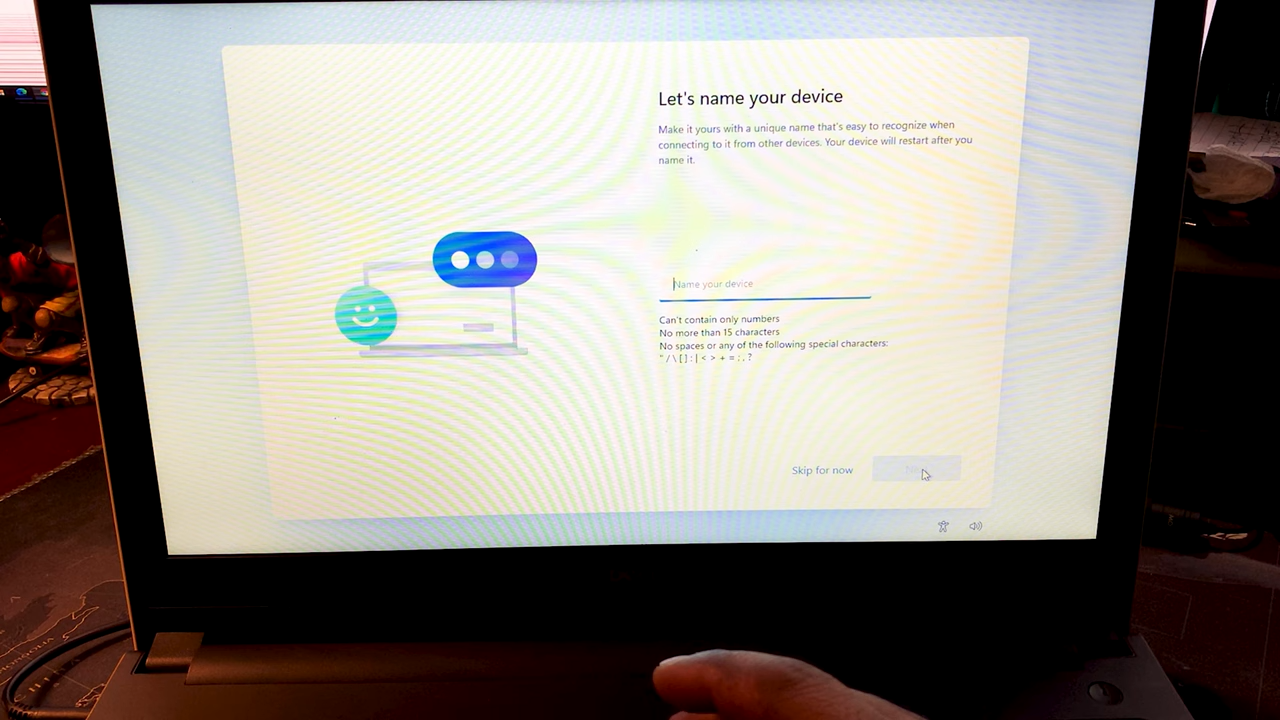 Let's name your device
Make it yours with a unique name that's easy to recognize when
connecting to it from other devices. Your device will restart after you
name it.
Name your device
Can't contain only numbers
No more than 15 characters
No spaces or any of the following special characters:
" / \ [ ] : | < > + = ; , ?
Skip for now